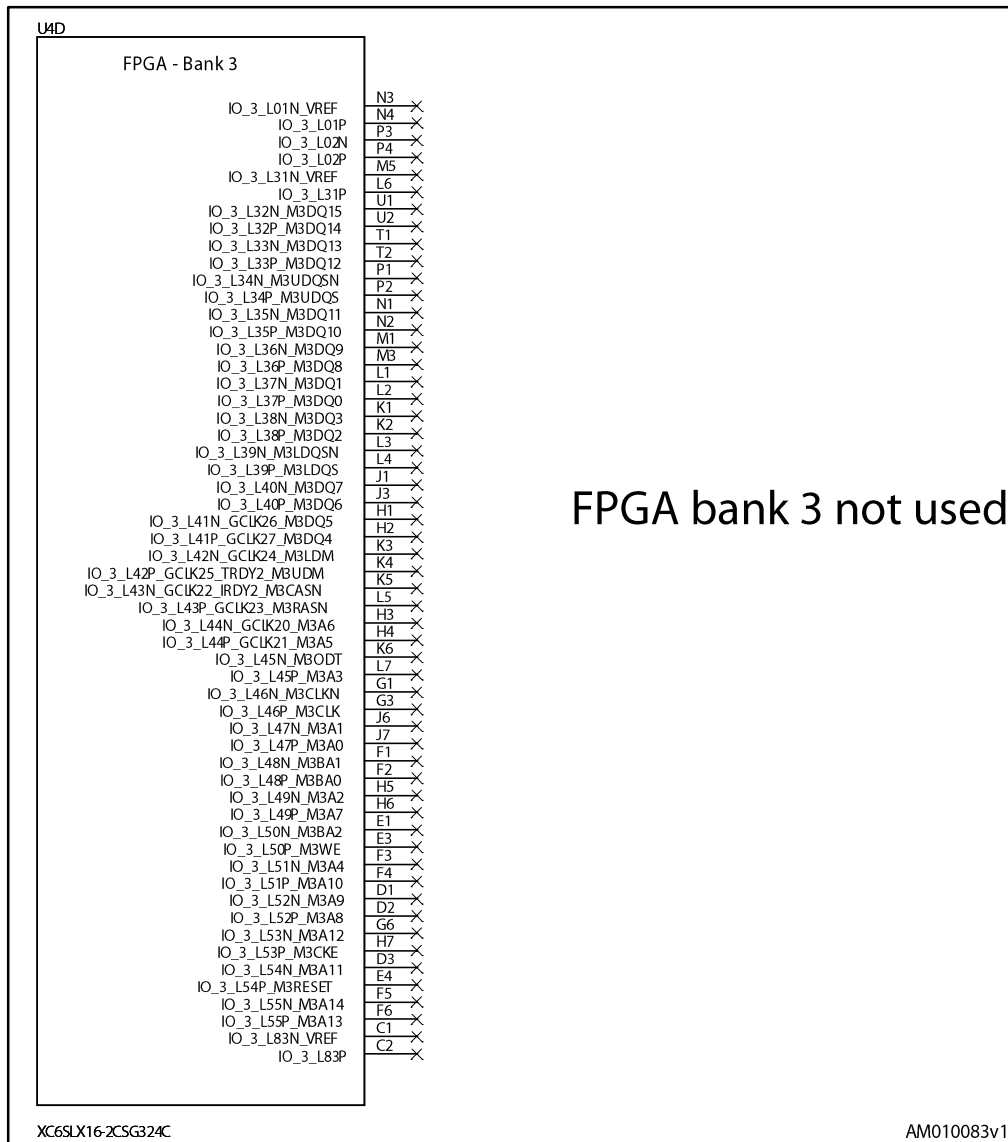 U4D
FPGA - Bank 3
IO_3_L01N_VREF N3
IO_3_L01P N4
IO_3_L02N P3
IO_3_L02P P4
IO_3_L31N_VREF M5
IO_3_L31P L6
IO_3_L32N_M3DQ15 U1
IO_3_L32P_M3DQ14 U2
IO_3_L33N_M3DQ13 T1
IO_3_L33P_M3DQ12 T2
IO_3_L34N_M3UDQSN P1
IO_3_L34P_M3UDQS P2
IO_3_L35N_M3DQ11 N1
IO_3_L35P_M3DQ10 N2
IO_3_L36N_M3DQ9 M1
IO_3_L36P_M3DQ8 M3
IO_3_L37N_M3DQ1 L1
IO_3_L37P_M3DQ0 L2
IO_3_L38N_M3DQ3 K1
IO_3_L38P_M3DQ2 K2
IO_3_L39N_M3LDQSN L3
IO_3_L39P_M3LDQS L4
IO_3_L40N_M3DQ7 J1
IO_3_L40P_M3DQ6 J3
IO_3_L41N_GCLK26_M3DQ5 H1
IO_3_L41P_GCLK27_M3DQ4 H2
IO_3_L42N_GCLK24_M3LDM K3
IO_3_L42P_GCLK25_TRDY2_M3UDM K4
IO_3_L43N_GCLK22_IRDY2_M3CASN K5
IO_3_L43P_GCLK23_M3RASN L5
IO_3_L44N_GCLK20_M3A6 H3
IO_3_L44P_GCLK21_M3A5 H4
IO_3_L45N_M3ODT K6
IO_3_L45P_M3A3 L7
IO_3_L46N_M3CLKN G1
IO_3_L46P_M3CLK G3
IO_3_L47N_M3A1 J6
IO_3_L47P_M3A0 J7
IO_3_L48N_M3BA1 F1
IO_3_L48P_M3BA0 F2
IO_3_L49N_M3A2 H5
IO_3_L49P_M3A7 H6
IO_3_L50N_M3BA2 E1
IO_3_L50P_M3WE E3
IO_3_L51N_M3A4 F3
IO_3_L51P_M3A10 F4
IO_3_L52N_M3A9 D1
IO_3_L52P_M3A8 D2
IO_3_L53N_M3A12 G6
IO_3_L53P_M3CKE H7
IO_3_L54N_M3A11 D3
IO_3_L54P_M3RESET E4
IO_3_L55N_M3A14 F5
IO_3_L55P_M3A13 F6
IO_3_L83N_VREF C1
IO_3_L83P C2
FPGA bank 3 not used
XC6SLX16-2CSG324C
AM010083v1